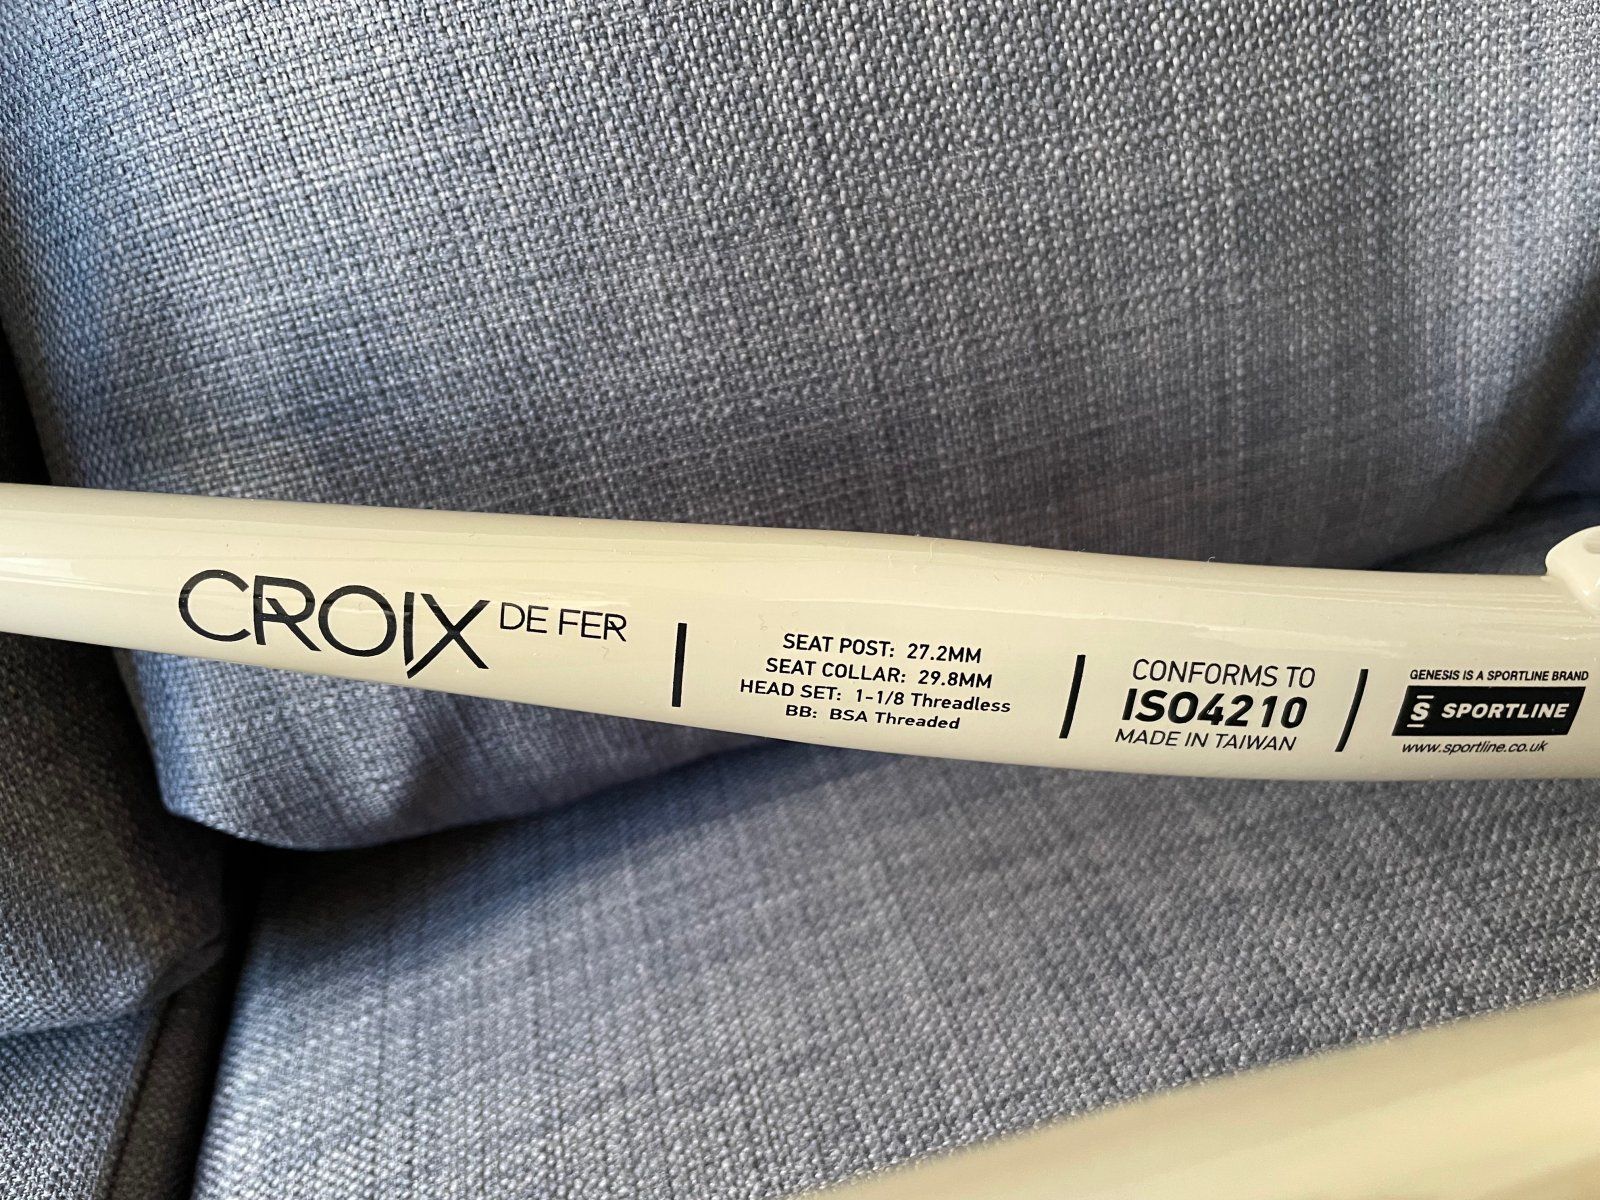 CROIX DE FER
SEAT POST: 27.2MM
SEAT COLLAR: 29.8MM
HEAD SET: 1-1/8 Threadless
BB: BSA Threaded
CONFORMS TO
ISO4210
MADE IN TAIWAN
GENESIS IS A SPORTLINE BRAND
S SPORTLINE
www.sportline.co.uk